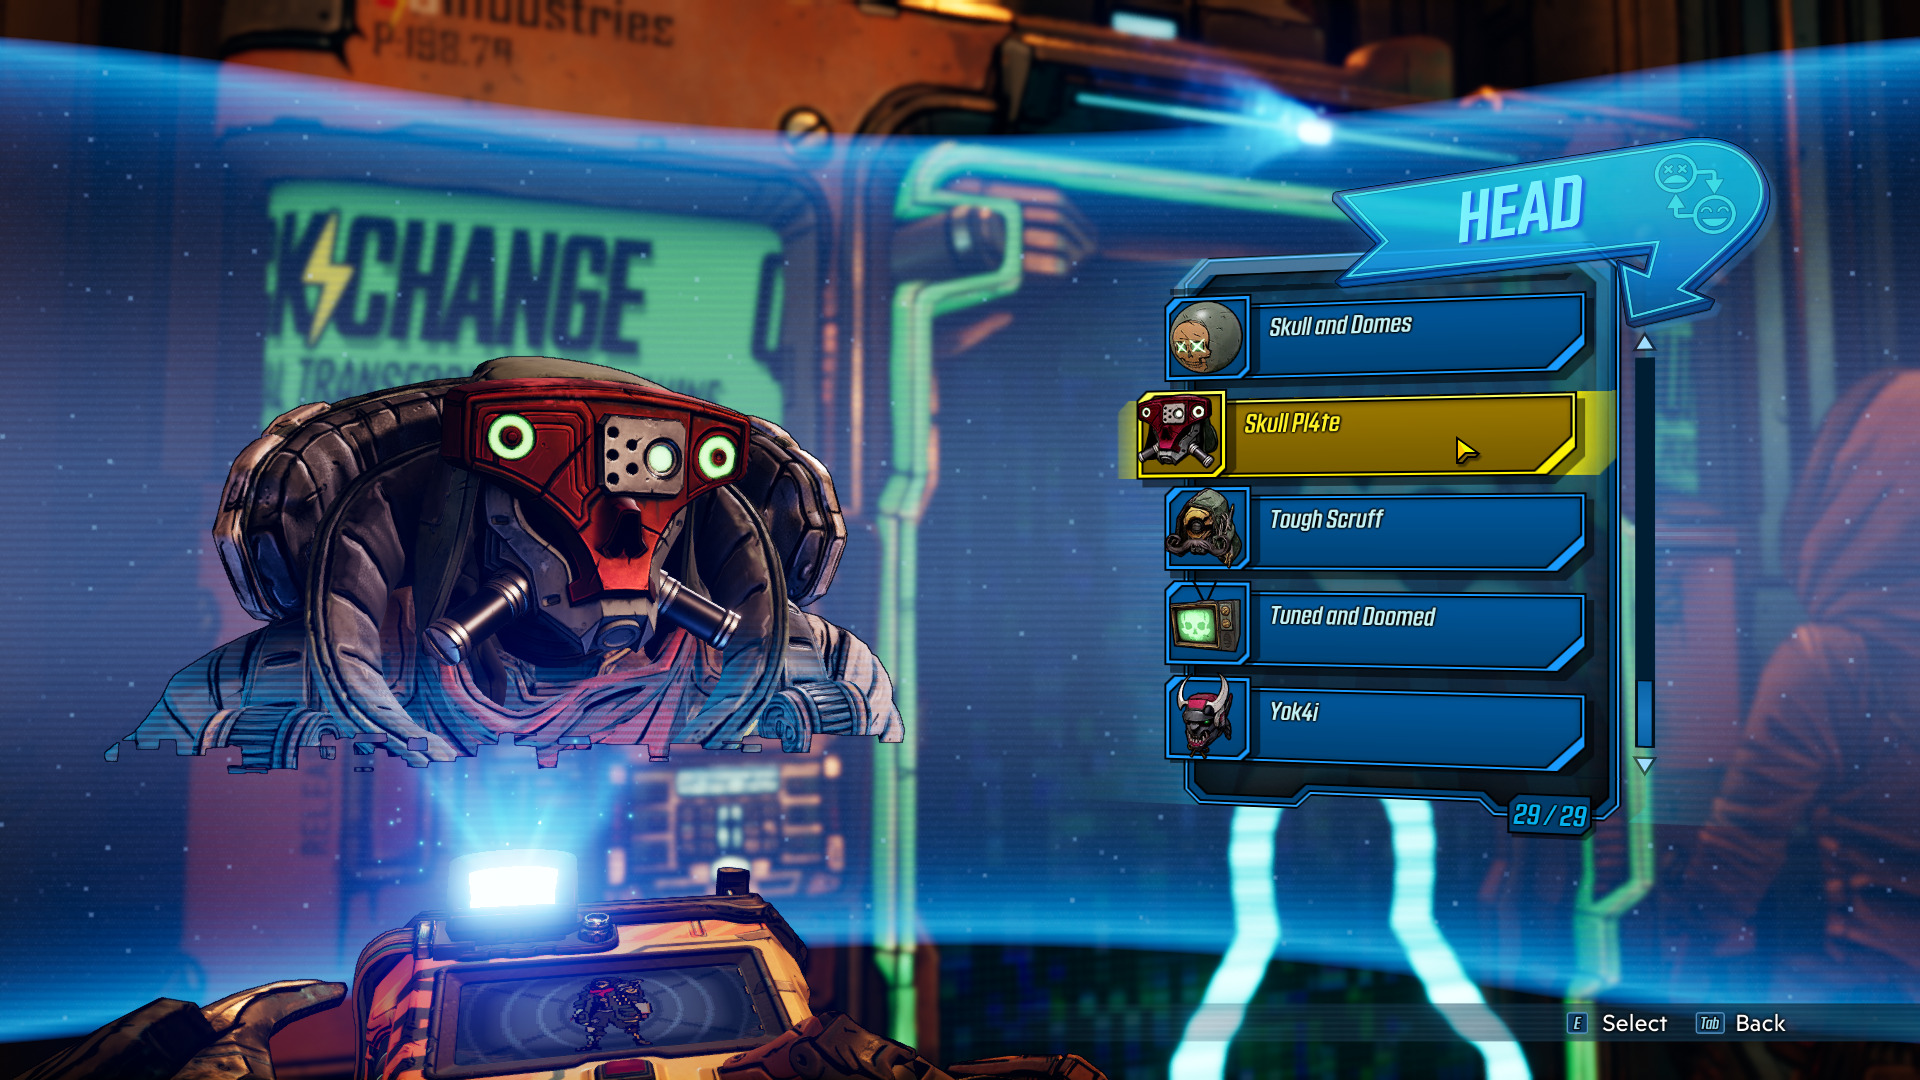 Industries
P-198.79
K CHANGE
HEAD
Skull and Domes
Skull Pl4te
Tough Scruff
Tuned and Doomed
Yok4i
29 / 29
E Select Tab Back